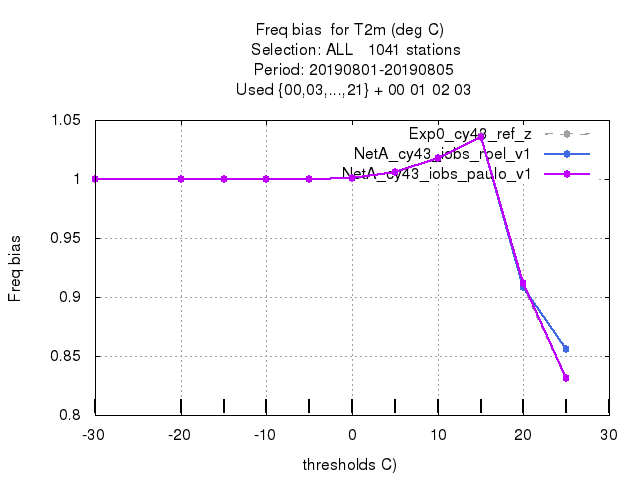 Freq bias  for T2m (deg C)
Selection: ALL   1041 stations
Period: 20190801-20190805
Used {00,03,...,21} + 00 01 02 03
Exp0_cy43_ref_z
NetA_cy43_iobs_roel_v1
NetA_cy43_iobs_paulo_v1
1.05
1
0.95
0.9
0.85
0.8
Freq bias
-30
-20
-10
0
10
20
30
thresholds C)